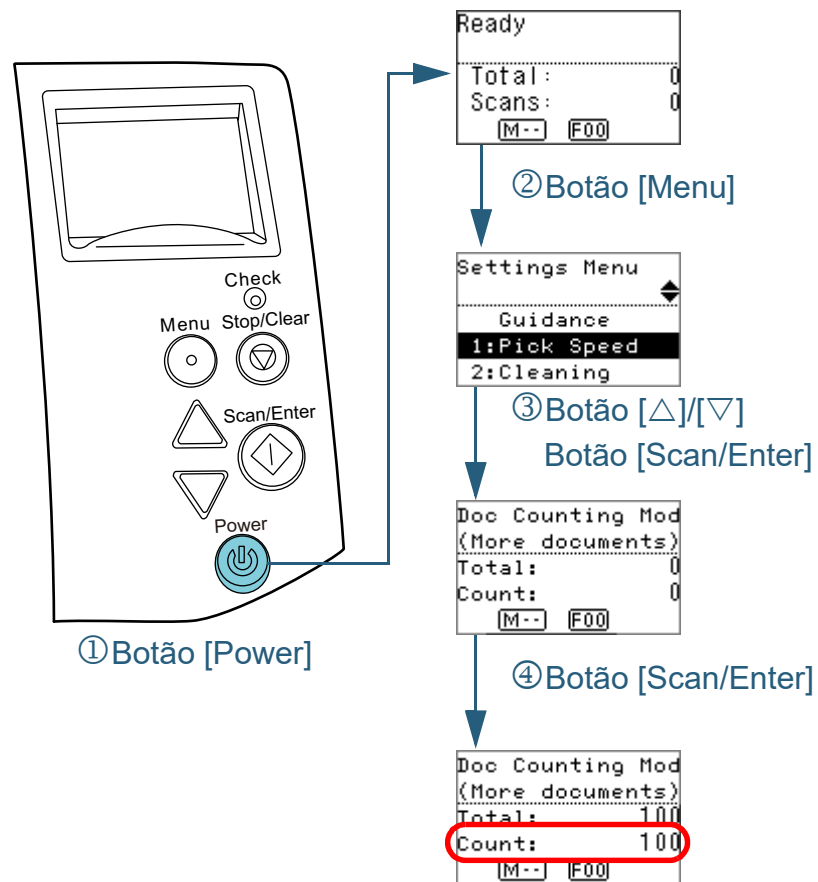 Check
Menu Stop/Clear
Scan/Enter
Power
①Botão [Power]
Ready
Total: 0
Scans: 0
M-- F00
②Botão [Menu]
Settings Menu
Guidance
1:Pick Speed
2:Cleaning
③Botão [△]/[▽]
Botão [Scan/Enter]
Doc Counting Mod
(More documents)
Total: 0
Count: 0
M-- F00
④Botão [Scan/Enter]
Doc Counting Mod
(More documents)
Total: 100
Count: 100
M-- F00